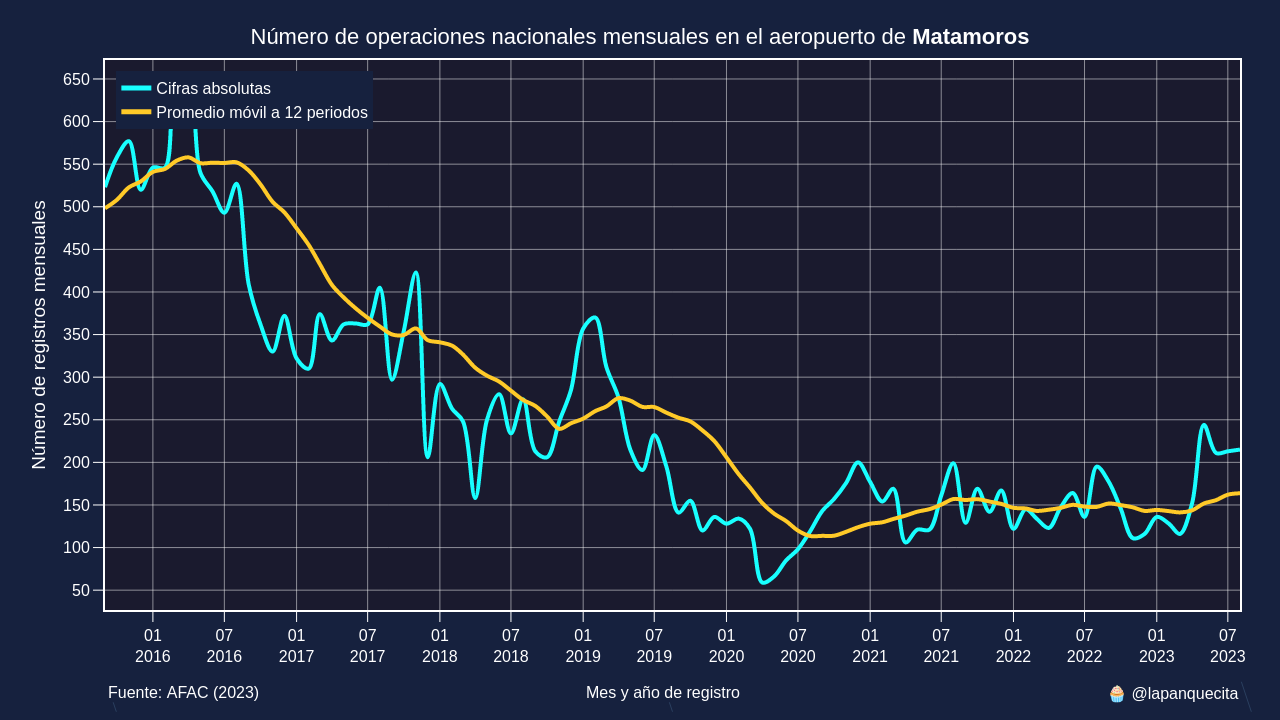 Número de operaciones nacionales mensuales en el aeropuerto de Matamoros
Cifras absolutas
Promedio móvil a 12 periodos
Número de registros mensuales
650
600
550
500
450
400
350
300
250
200
150
100
50
01 07 01 07 01 07 01 07 01 07 01 07 01 07 01 07
2016 2016 2017 2017 2018 2018 2019 2019 2020 2020 2021 2021 2022 2022 2023 2023
Fuente: AFAC (2023) Mes y año de registro 🧁 @lapanquecita